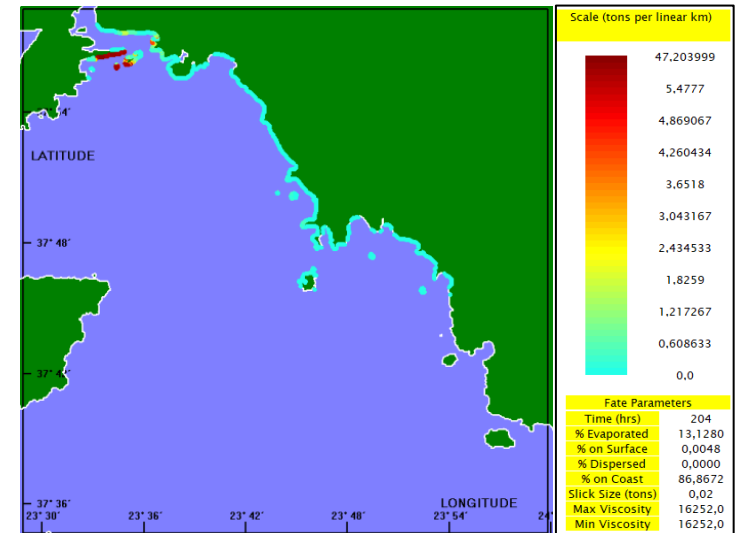 Scale (tons per linear km)
47,203999
5,4777
4,869067
4,260434
3,6518
3,043167
2,434533
1,8259
1,217267
0,608633
0,0
LATITUDE
37° 48′
37° 36′
LONGITUDE
23° 30′ 23° 36′ 23° 42′ 23° 48′ 23° 54′ 24°
Fate Parameters
Time (hrs) 204
% Evaporated 13,1280
% on Surface 0,0048
% Dispersed 0,0000
% on Coast 86,8672
Slick Size (tons) 0,02
Max Viscosity 16252,0
Min Viscosity 16252,0